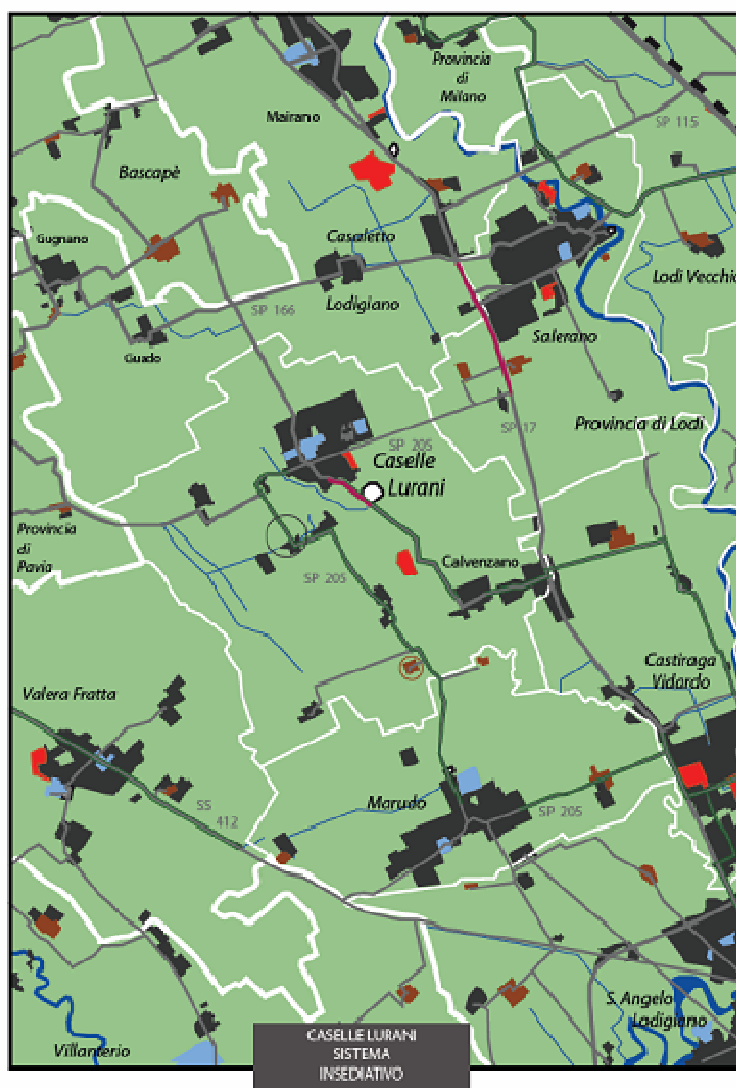 Provincia
di
Milano
Mairano
SP 115
Bascapè
Gugnano
Casaletto
Lodigiano
Lodi Vecchio
SP 166
Guado
Salerano
SP 205
SP 17
Provincia di Lodi
Caselle
Lurani
Provincia
di
Pavia
Calvenzano
SP 205
Castiraga
Vidardo
Valera Fratta
SS
412
Marudo
SP 205
S. Angelo
Lodigiano
Villanterio
CASELLE LURANI
SISTEMA
INSEDIATIVO